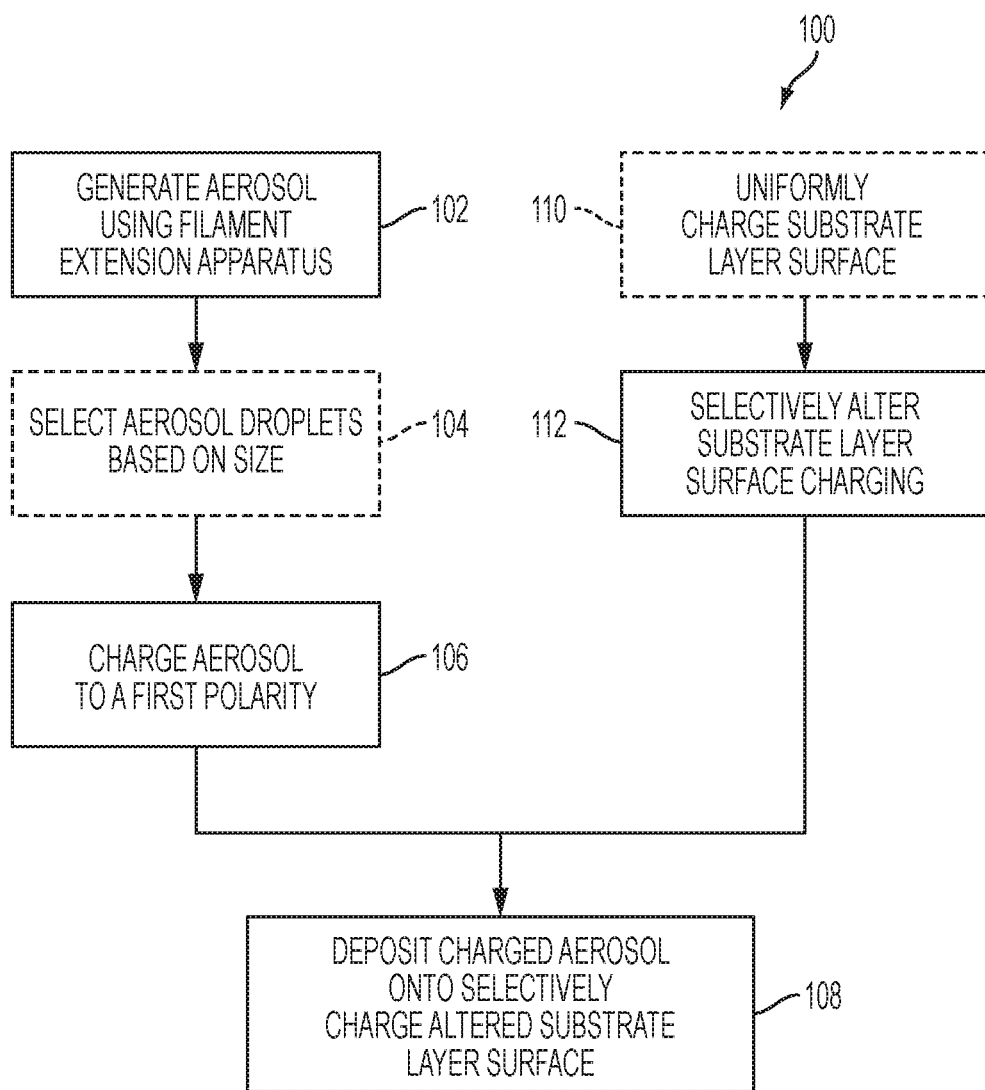 100
GENERATE AEROSOL
USING FILAMENT
EXTENSION APPARATUS
102
UNIFORMLY
CHARGE SUBSTRATE
LAYER SURFACE
110
SELECT AEROSOL DROPLETS
BASED ON SIZE
104
SELECTIVELY ALTER
SUBSTRATE LAYER
SURFACE CHARGING
112
CHARGE AEROSOL
TO A FIRST POLARITY
106
DEPOSIT CHARGED AEROSOL
ONTO SELECTIVELY
CHARGE ALTERED SUBSTRATE
LAYER SURFACE
108